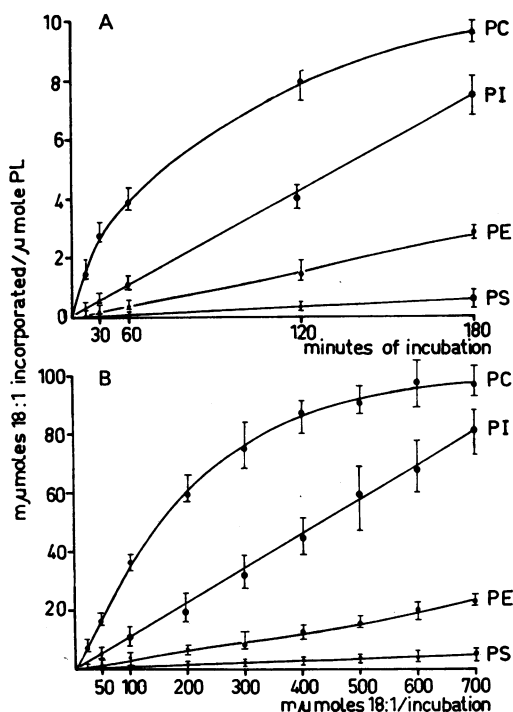 A
10
8
6
4
2
0
PC
PI
PE
PS
30 60 120 180
minutes of incubation
mµmoles 18:1 incorporated/µmole PL
B
100
80
60
40
20
PC
PI
PE
PS
50 100 200 300 400 500 600 700
mµmoles 18:1/incubation